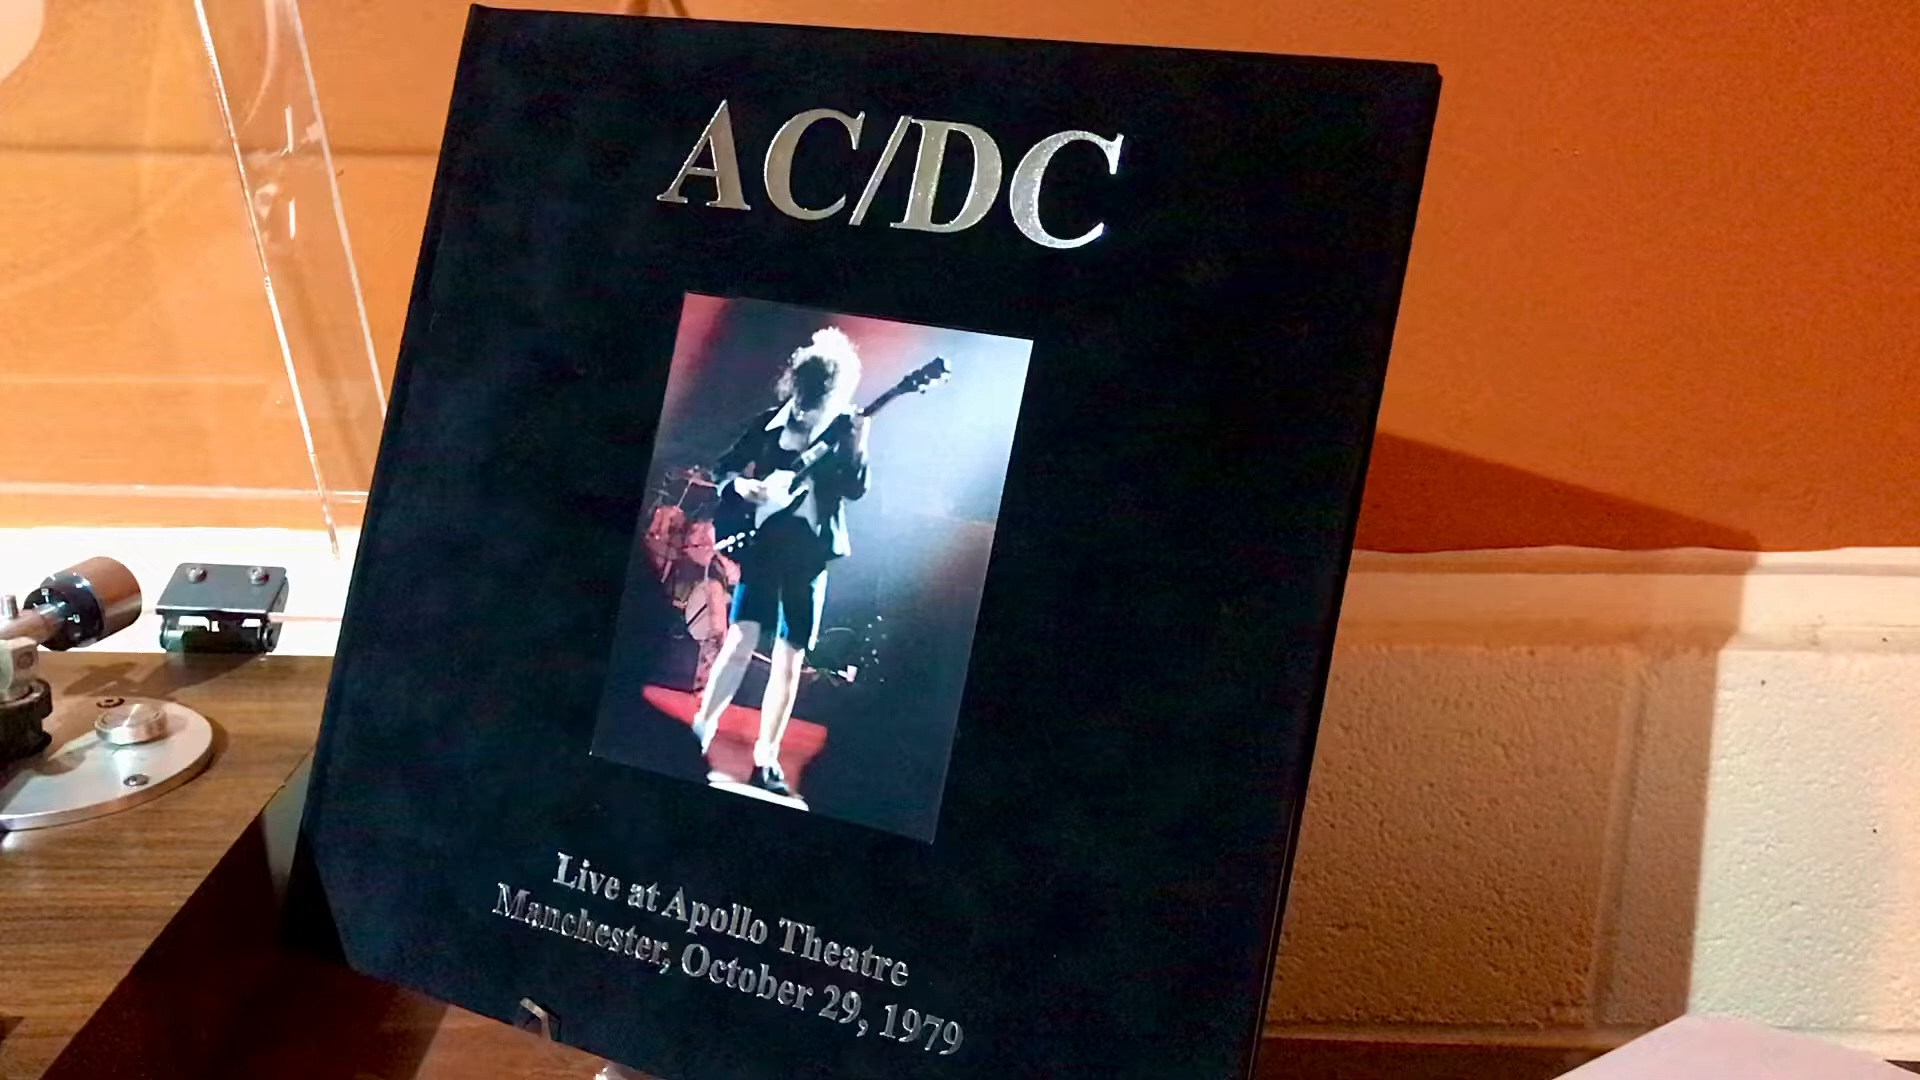 AC/DC
Live at Apollo Theatre
Manchester, October 29, 1979